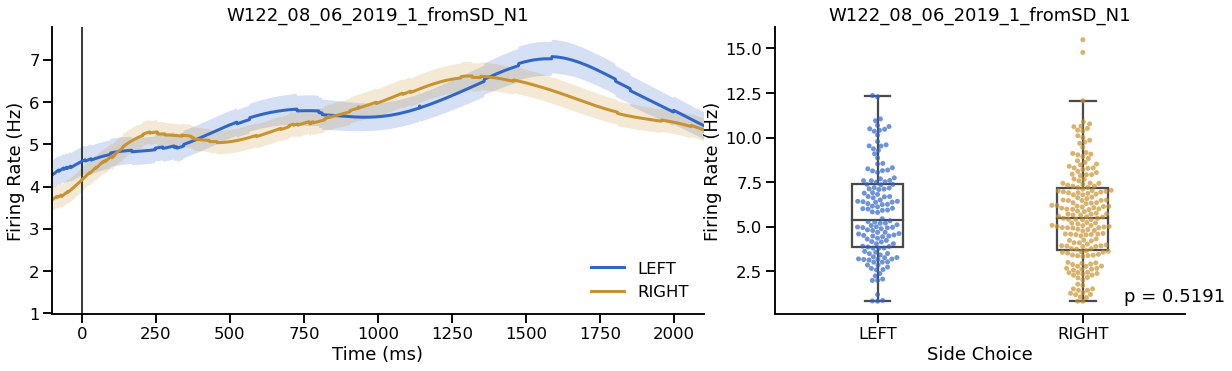 W122_08_06_2019_1_fromSD_N1
Firing Rate (Hz)
7
6
5
4
3
2
1
LEFT
RIGHT
0
250
500
750
1000
1250
1500
1750
2000
Time (ms)
W122_08_06_2019_1_fromSD_N1
Firing Rate (Hz)
15.0
12.5
10.0
7.5
5.0
2.5
p = 0.5191
LEFT
RIGHT
Side Choice